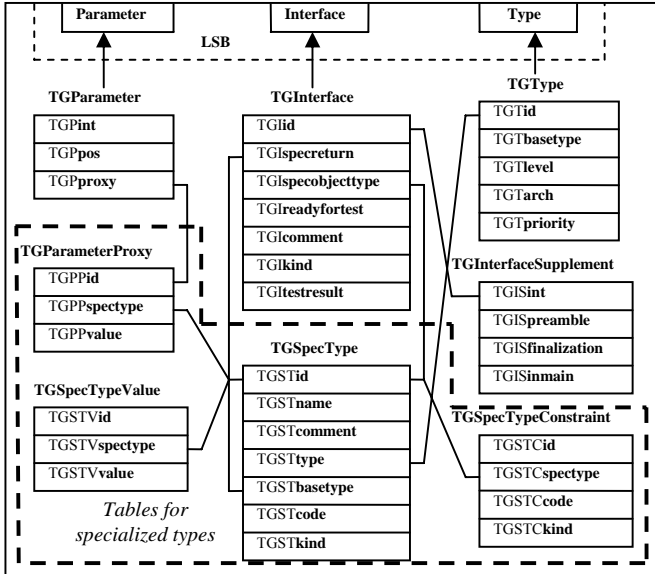 Parameter
Interface
Type
LSB
TGParameter
TGPint
TGPpos
TGPproxy
TGInterface
TGIid
TGIspecreturn
TGIspecobjecttype
TGIreadyfortest
TGIcomment
TGIkind
TGItestresult
TGType
TGTid
TGTbasetype
TGTlevel
TGTarch
TGTpriority
TGParameterProxy
TGPPid
TGPPspectype
TGPPvalue
TGInterfaceSupplement
TGISint
TGISpreamble
TGISfinalization
TGISinmain
TGSpecType
TGSTid
TGSTname
TGSTcomment
TGSTtype
TGSTbasetype
TGSTcode
TGSTkind
TGSpecTypeValue
TGSTVid
TGSTVspectype
TGSTVvalue
TGSpecTypeConstraint
TGSTCid
TGSTCspectype
TGSTCcode
TGSTCkind
Tables for
specialized types